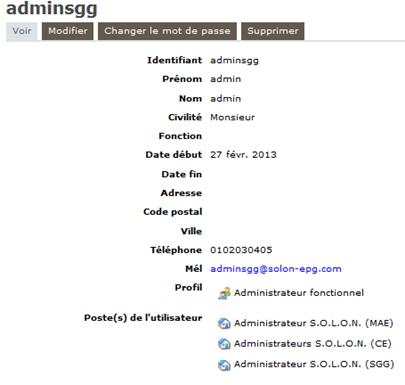 adminsgg
Voir Modifier Changer le mot de passe Supprimer
Identifiant adminsgg
Prénom admin
Nom admin
Civilité Monsieur
Fonction
Date début 27 févr. 2013
Date fin
Adresse
Code postal
Ville
Téléphone 0102030405
Mél adminsgg@solon-epg.com
Profil Administrateur fonctionnel
Poste(s) de l'utilisateur Administrateur S.O.L.O.N. (MAE)
Administrateurs S.O.L.O.N. (CE)
Administrateur S.O.L.O.N. (SGG)